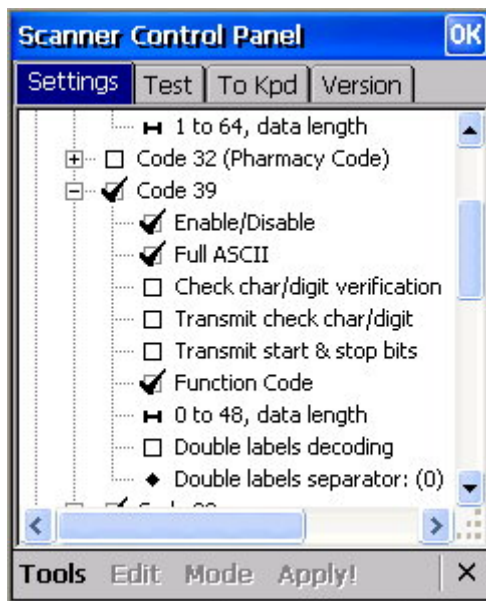 Scanner Control Panel OK
Settings Test To Kpd Version
1 to 64, data length
Code 32 (Pharmacy Code)
Code 39
Enable/Disable
Full ASCII
Check char/digit verification
Transmit check char/digit
Transmit start & stop bits
Function Code
0 to 48, data length
Double labels decoding
Double labels separator: (0)
Tools Edit Mode Apply!